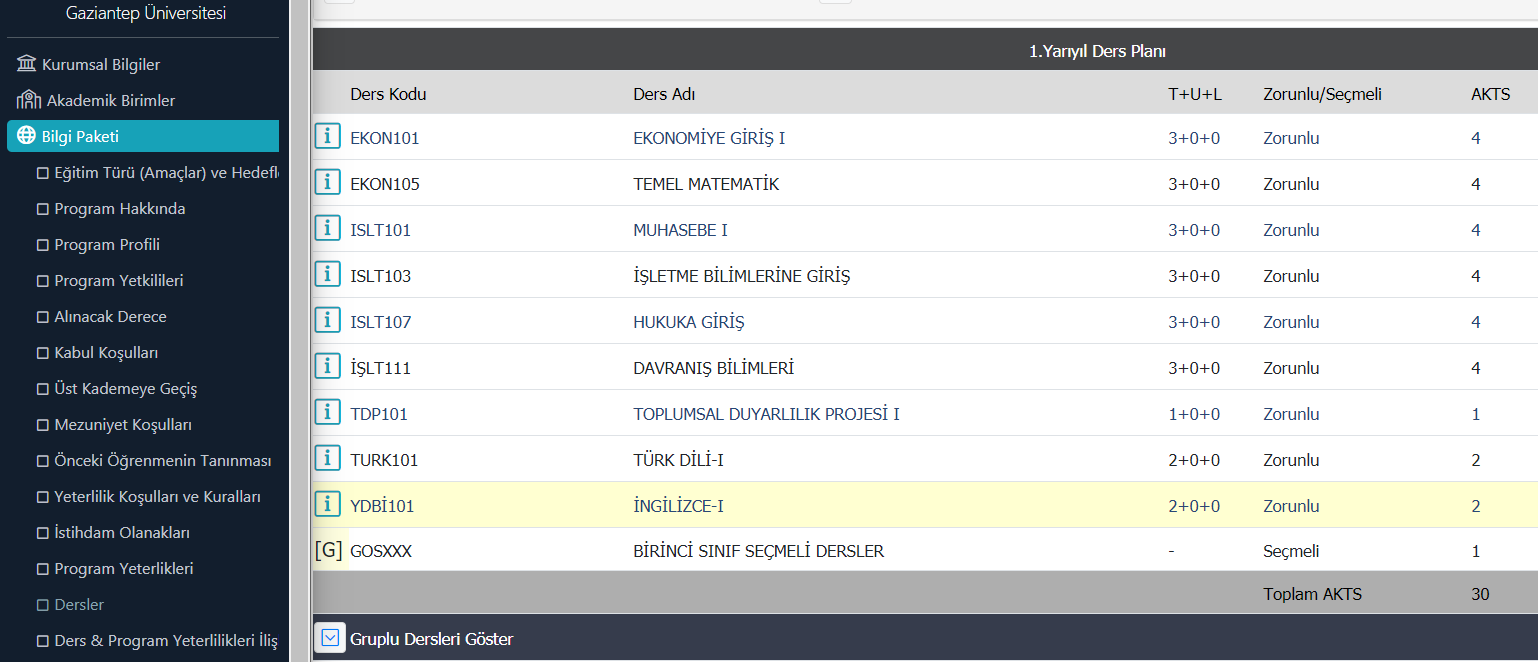 Gaziantep Üniversitesi
Kurumsal Bilgiler
Akademik Birimler
Bilgi Paketi
Eğitim Türü (Amaçlar) ve Hedefl
Program Hakkında
Program Profili
Program Yetkilileri
Alınacak Derece
Kabul Koşulları
Üst Kademeye Geçiş
Mezuniyet Koşulları
Önceki Öğrenmenin Tanınması
Yeterlilik Koşulları ve Kuralları
İstihdam Olanakları
Program Yeterlikleri
Dersler
Ders & Program Yeterlilikleri İliş
1.Yarıyıl Ders Planı
Ders Kodu Ders Adı T+U+L Zorunlu/Seçmeli AKTS
i EKON101 EKONOMİYE GİRİŞ I 3+0+0 Zorunlu 4
i EKON105 TEMEL MATEMATİK 3+0+0 Zorunlu 4
i ISLT101 MUHASEBE I 3+0+0 Zorunlu 4
i ISLT103 İŞLETME BİLİMLERİNE GİRİŞ 3+0+0 Zorunlu 4
i ISLT107 HUKUKA GİRİŞ 3+0+0 Zorunlu 4
i İŞLT111 DAVRANIŞ BİLİMLERİ 3+0+0 Zorunlu 4
i TDP101 TOPLUMSAL DUYARLILIK PROJESİ I 1+0+0 Zorunlu 1
i TURK101 TÜRK DİLİ-I 2+0+0 Zorunlu 2
i YDBİ101 İNGİLİZCE-I 2+0+0 Zorunlu 2
[G] GOSXXX BİRİNCİ SINIF SEÇMELİ DERSLER - Seçmeli 1
Toplam AKTS 30
Gruplu Dersleri Göster